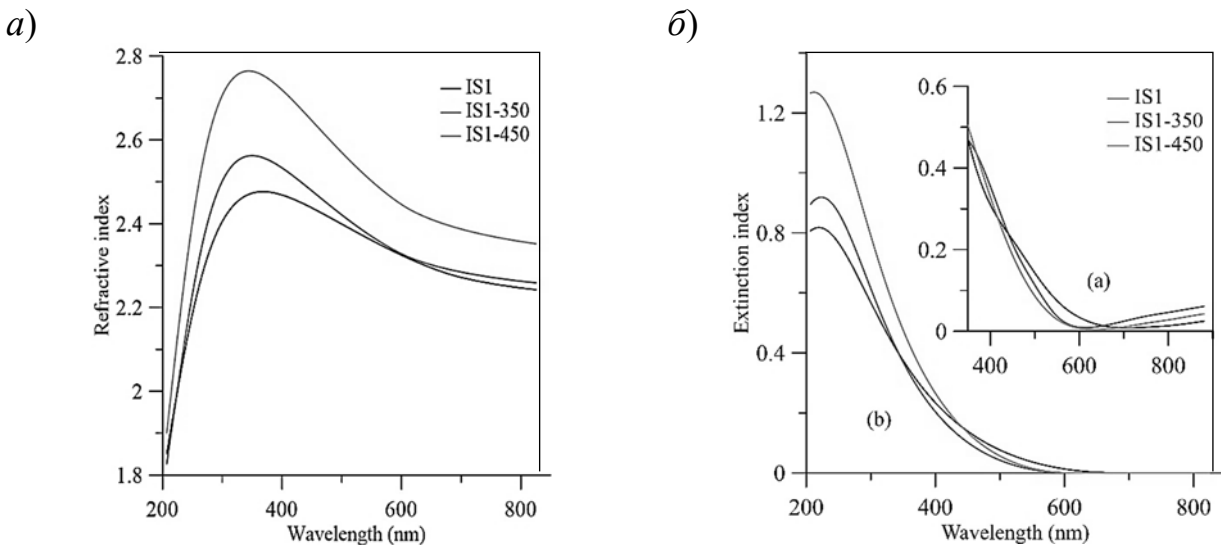 а)
2.8
2.6
2.4
2.2
2
1.8
200
400
600
800
Refractive index
Wavelength (nm)
IS1
IS1-350
IS1-450
б)
1.2
0.8
0.4
0
200
400
600
800
Extinction index
Wavelength (nm)
(b)
0.6
0.4
0.2
0
400
600
800
IS1
IS1-350
IS1-450
(a)